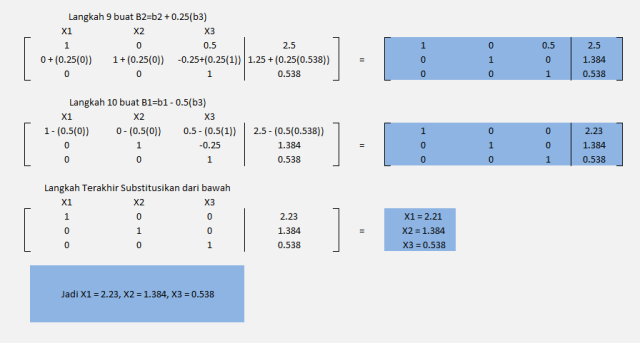 Langkah 9 buat B2=b2 + 0.25(b3)
X1 X2 X3
1 0 0.5 2.5 1 0 0.5 2.5
0 + (0.25(0)) 1 + (0.25(0)) -0.25+(0.25(1)) 1.25 + (0.25(0.538)) = 0 1 0 1.384
0 0 1 0.538 0 0 1 0.538
Langkah 10 buat B1=b1 - 0.5(b3)
X1 X2 X3
1 - (0.5(0)) 0 - (0.5(0)) 0.5 - (0.5(1)) 2.5 - (0.5(0.538)) 1 0 0 2.23
0 1 -0.25 1.384 = 0 1 0 1.384
0 0 1 0.538 0 0 1 0.538
Langkah Terakhir Substitusikan dari bawah
X1 X2 X3
1 0 0 2.23 X1 = 2.21
0 1 0 1.384 = X2 = 1.384
0 0 1 0.538 X3 = 0.538
Jadi X1 = 2.23, X2 = 1.384, X3 = 0.538